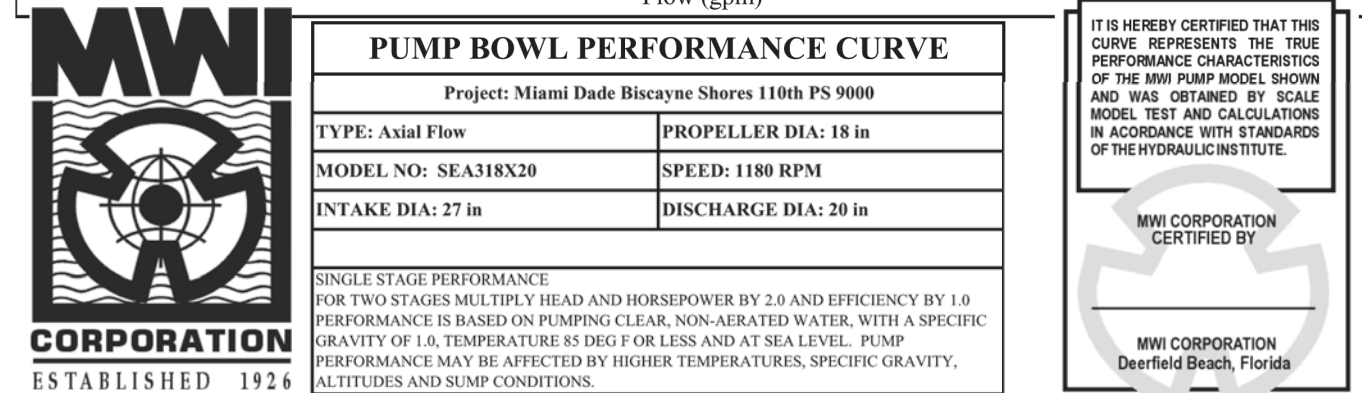 Flow (gpm)
MWI
CORPORATION
ESTABLISHED 1926
PUMP BOWL PERFORMANCE CURVE
Project: Miami Dade Biscayne Shores 110th PS 9000
TYPE: Axial Flow
PROPELLER DIA: 18 in
MODEL NO: SEA318X20
SPEED: 1180 RPM
INTAKE DIA: 27 in
DISCHARGE DIA: 20 in
SINGLE STAGE PERFORMANCE
FOR TWO STAGES MULTIPLY HEAD AND HORSEPOWER BY 2.0 AND EFFICIENCY BY 1.0
PERFORMANCE IS BASED ON PUMPING CLEAR, NON-AERATED WATER, WITH A SPECIFIC
GRAVITY OF 1.0, TEMPERATURE 85 DEG F OR LESS AND AT SEA LEVEL. PUMP
PERFORMANCE MAY BE AFFECTED BY HIGHER TEMPERATURES, SPECIFIC GRAVITY,
ALTITUDES AND SUMP CONDITIONS.
IT IS HEREBY CERTIFIED THAT THIS
CURVE REPRESENTS THE TRUE
PERFORMANCE CHARACTERISTICS
OF THE MWI PUMP MODEL SHOWN
AND WAS OBTAINED BY SCALE
MODEL TEST AND CALCULATIONS
IN ACORDANCE WITH STANDARDS
OF THE HYDRAULIC INSTITUTE.
MWI CORPORATION
CERTIFIED BY
MWI CORPORATION
Deerfield Beach, Florida